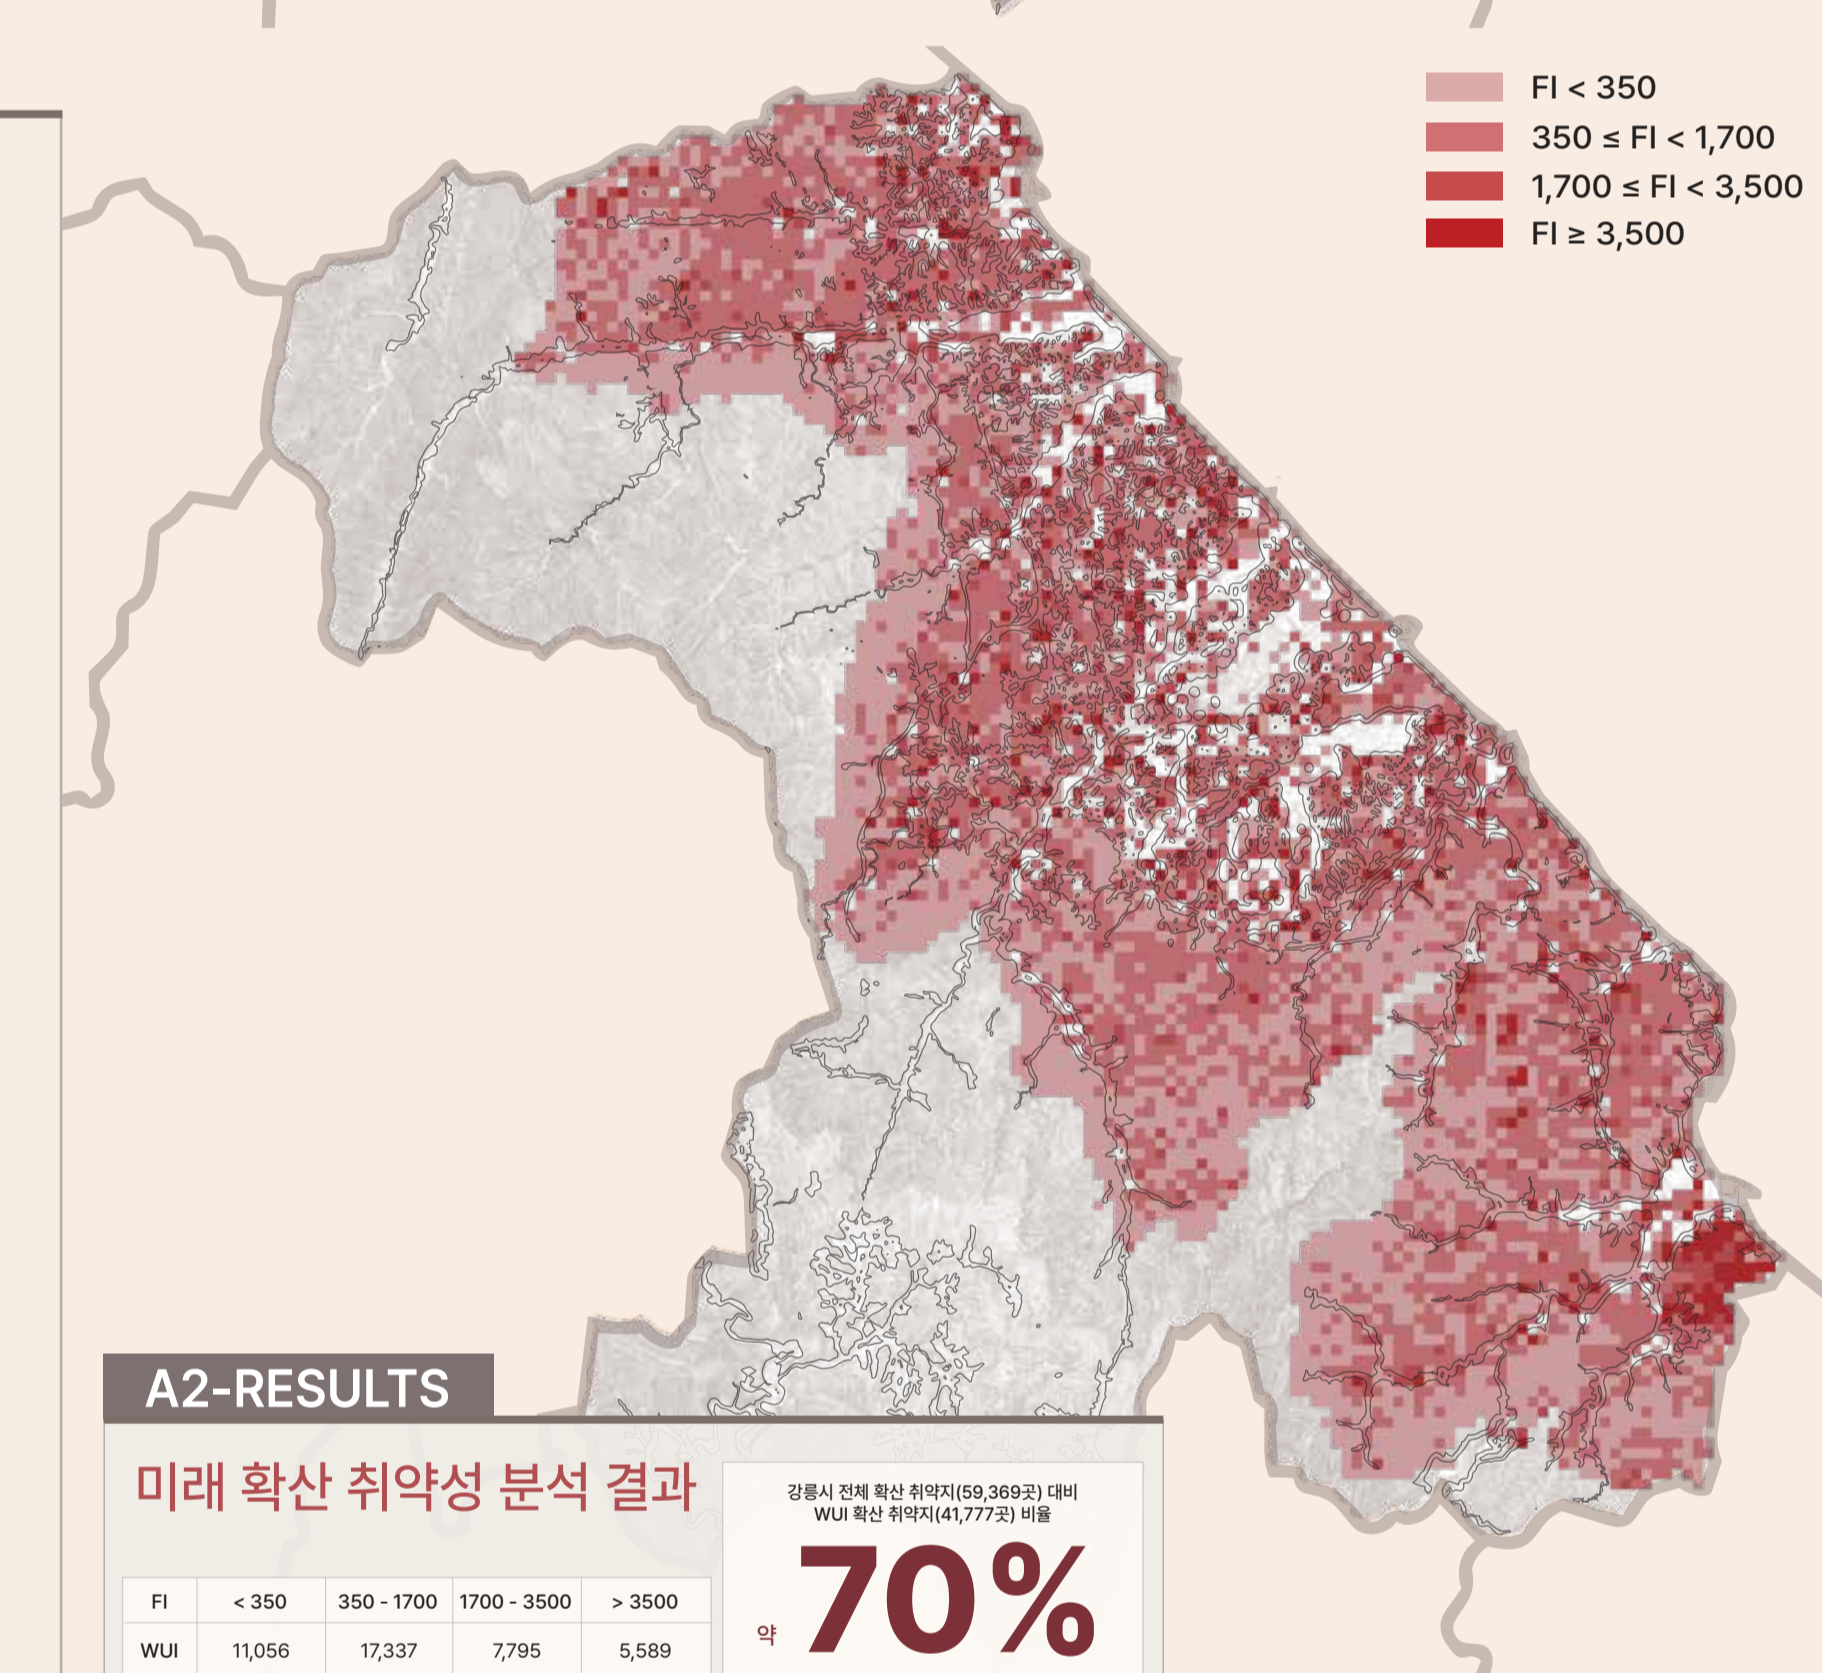 FI < 350
350 ≤ FI < 1,700
1,700 ≤ FI < 3,500
FI ≥ 3,500
A2-RESULTS
미래 확산 취약성 분석 결과
강릉시 전체 확산 취약지(59,369곳) 대비
WUI 확산 취약지(41,777곳) 비율
약 70%
FI < 350 350 - 1700 1700 - 3500 > 3500
WUI 11,056 17,337 7,795 5,589